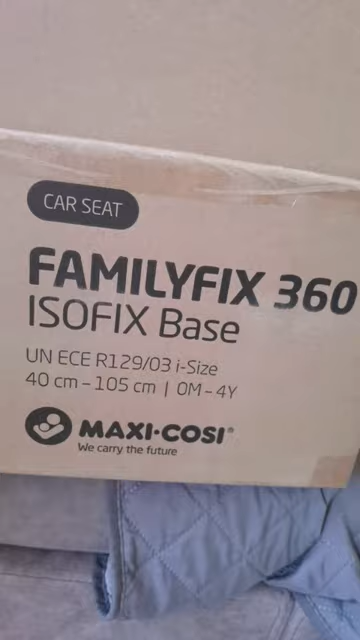 CAR SEAT
FAMILYFIX 360
ISOFIX Base
UN ECE R129/03 i-Size
40 cm – 105 cm | 0M – 4Y
MAXI·COSI®
We carry the future